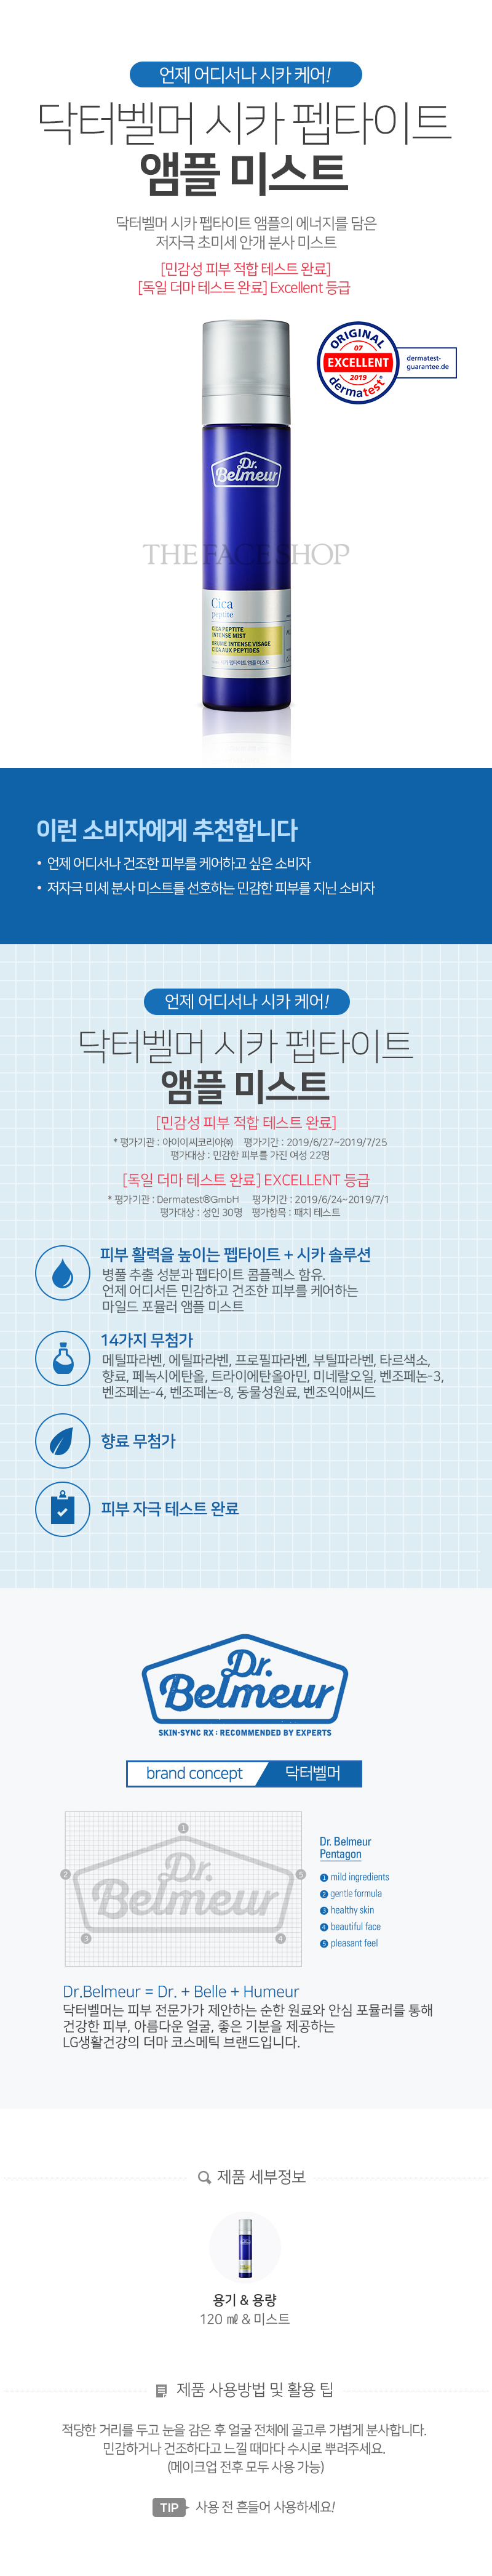 언제 어디서나 시카 케어!
닥터벨머 시카 펩타이트
앰플 미스트
닥터벨머 시카 펩타이트 앰플의 에너지를 담은
저자극 초미세 안개 분사 미스트
[민감성 피부 적합 테스트 완료]
[독일 더마 테스트 완료] Excellent 등급
ORIGINAL
07
EXCELLENT
2019
dermatest®
dermatest-
guarantee.de
Dr.
Belmeur
THE FACE SHOP
Cica
peptite
CICA PEPTITE
INTENSE MIST
BRUME INTENSE VISAGE
CICA AUX PEPTIDES
시카 펩타이트 앰플 미스트
이런 소비자에게 추천합니다
• 언제 어디서나 건조한 피부를 케어하고 싶은 소비자
• 저자극 미세 분사 미스트를 선호하는 민감한 피부를 지닌 소비자
언제 어디서나 시카 케어!
닥터벨머 시카 펩타이트
앰플 미스트
[민감성 피부 적합 테스트 완료]
* 평가기관 : 아이이씨코리아㈜ 평가기간 : 2019/6/27~2019/7/25
평가대상 : 민감한 피부를 가진 여성 22명
[독일 더마 테스트 완료] EXCELLENT 등급
* 평가기관 : Dermatest®GmbH 평가기간 : 2019/6/24~2019/7/1
평가대상 : 성인 30명 평가항목 : 패치 테스트
피부 활력을 높이는 펩타이트 + 시카 솔루션
병풀 추출 성분과 펩타이트 콤플렉스 함유.
언제 어디서든 민감하고 건조한 피부를 케어하는
마일드 포뮬러 앰플 미스트
14가지 무첨가
메틸파라벤, 에틸파라벤, 프로필파라벤, 부틸파라벤, 타르색소,
향료, 페녹시에탄올, 트라이에탄올아민, 미네랄오일, 벤조페논-3,
벤조페논-4, 벤조페논-8, 동물성원료, 벤조익애씨드
향료 무첨가
피부 자극 테스트 완료
Dr.
Belmeur
SKIN-SYNC RX : RECOMMENDED BY EXPERTS
brand concept 닥터벨머
1
2
5
Dr.
Belmeur
3
4
Dr. Belmeur
Pentagon
1 mild ingredients
2 gentle formula
3 healthy skin
4 beautiful face
5 pleasant feel
Dr.Belmeur = Dr. + Belle + Humeur
닥터벨머는 피부 전문가가 제안하는 순한 원료와 안심 포뮬러를 통해
건강한 피부, 아름다운 얼굴, 좋은 기분을 제공하는
LG생활건강의 더마 코스메틱 브랜드입니다.
제품 세부정보
용기 & 용량
120 ㎖ & 미스트
제품 사용방법 및 활용 팁
적당한 거리를 두고 눈을 감은 후 얼굴 전체에 골고루 가볍게 분사합니다.
민감하거나 건조하다고 느낄 때마다 수시로 뿌려주세요.
(메이크업 전후 모두 사용 가능)
TIP 사용 전 흔들어 사용하세요!